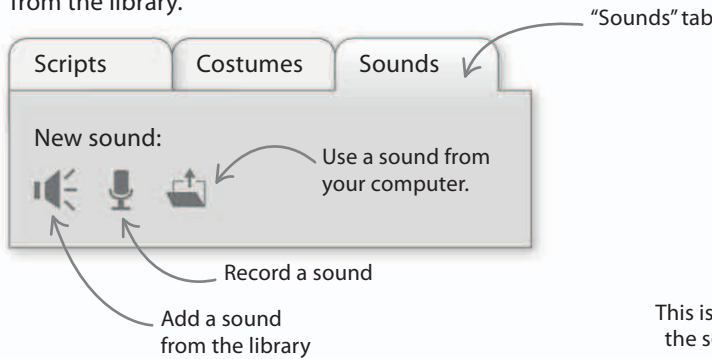 from the library.
“Sounds” tab
Scripts
Costumes
Sounds
New sound:
Use a sound from
your computer.
Record a sound
Add a sound
from the library
This is
the s